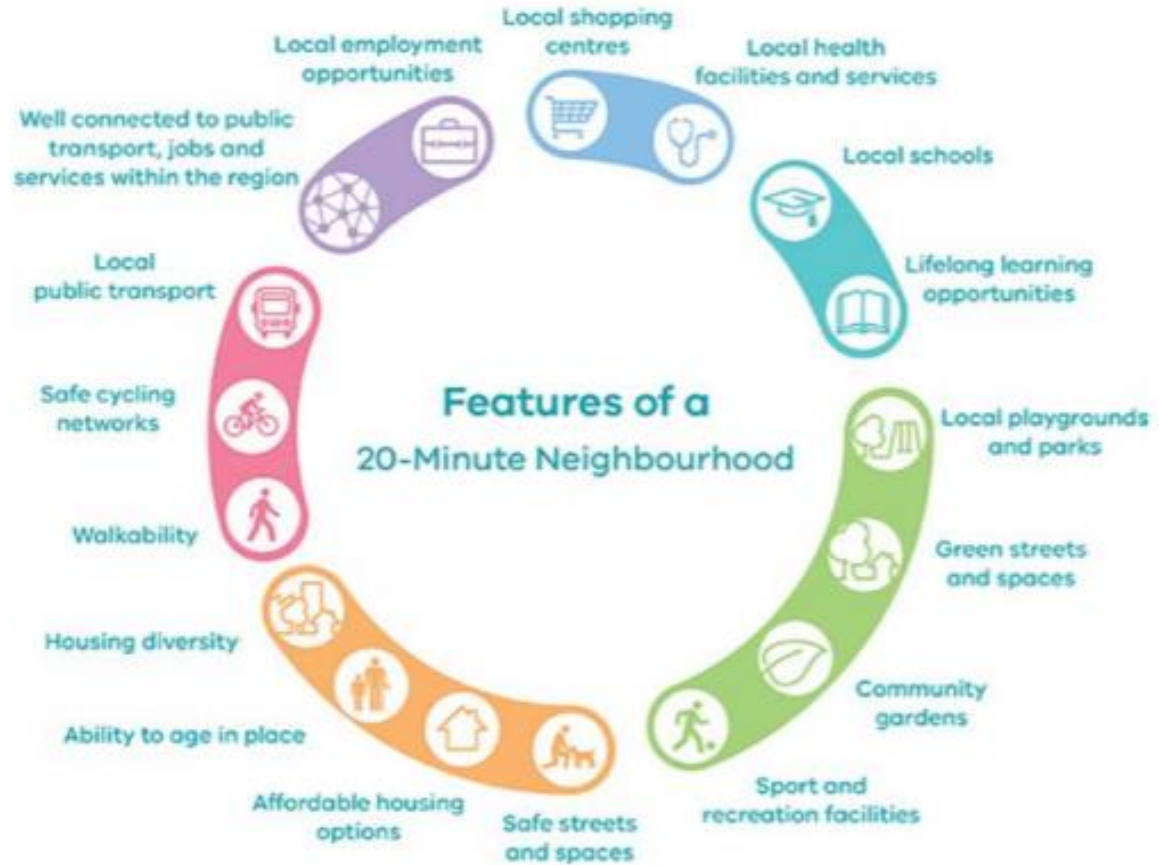 Features of a
20-Minute Neighbourhood
Local shopping
centres
Local health
facilities and services
Local schools
Lifelong learning
opportunities
Local playgrounds
and parks
Green streets
and spaces
Community
gardens
Sport and
recreation facilities
Safe streets
and spaces
Affordable housing
options
Ability to age in place
Housing diversity
Walkability
Safe cycling
networks
Local
public transport
Well connected to public
transport, jobs and
services within the region
Local employment
opportunities